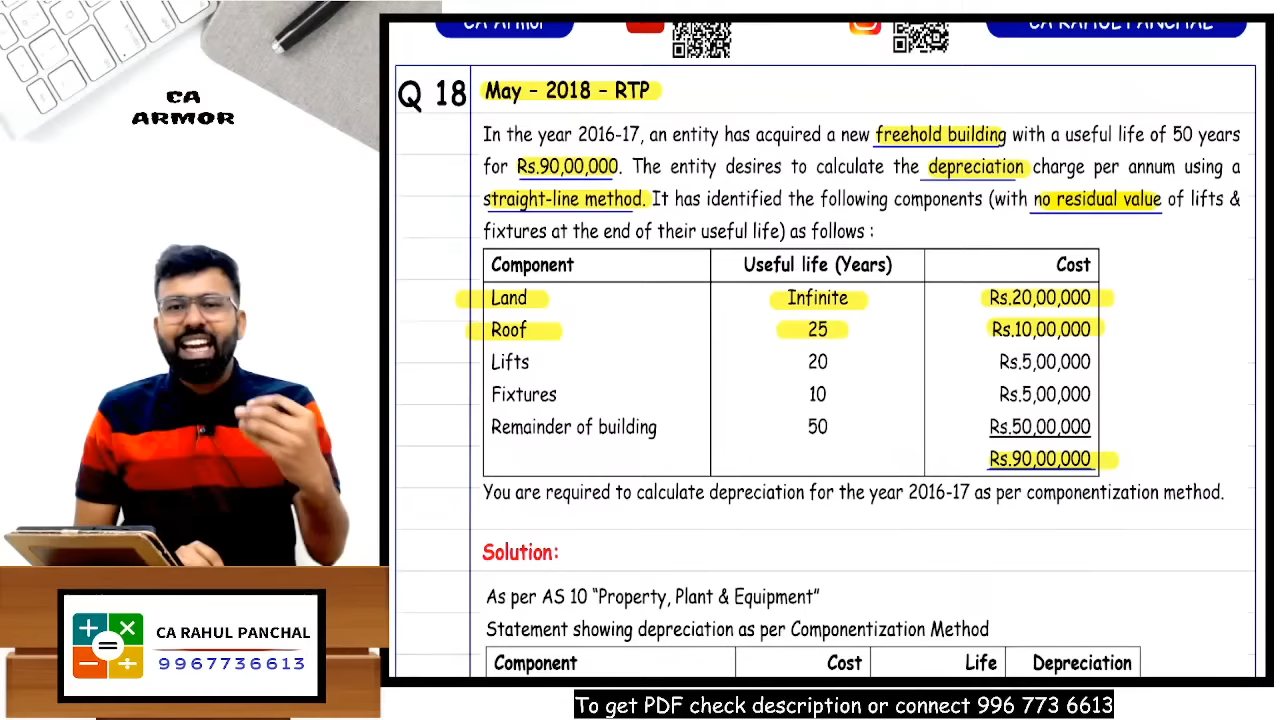 CA Armor
CA RAHUL PANCHAL
CA
ARMOR
Q 18
May – 2018 – RTP
In the year 2016-17, an entity has acquired a new freehold building with a useful life of 50 years
for Rs.90,00,000. The entity desires to calculate the depreciation charge per annum using a
straight-line method. It has identified the following components (with no residual value of lifts &
fixtures at the end of their useful life) as follows :
Component Useful life (Years) Cost
Land Infinite Rs.20,00,000
Roof 25 Rs.10,00,000
Lifts 20 Rs.5,00,000
Fixtures 10 Rs.5,00,000
Remainder of building 50 Rs.50,00,000
Rs.90,00,000
You are required to calculate depreciation for the year 2016-17 as per componentization method.
Solution:
As per AS 10 “Property, Plant & Equipment”
Statement showing depreciation as per Componentization Method
Component Cost Life Depreciation
CA RAHUL PANCHAL
9967736613
To get PDF check description or connect 996 773 6613